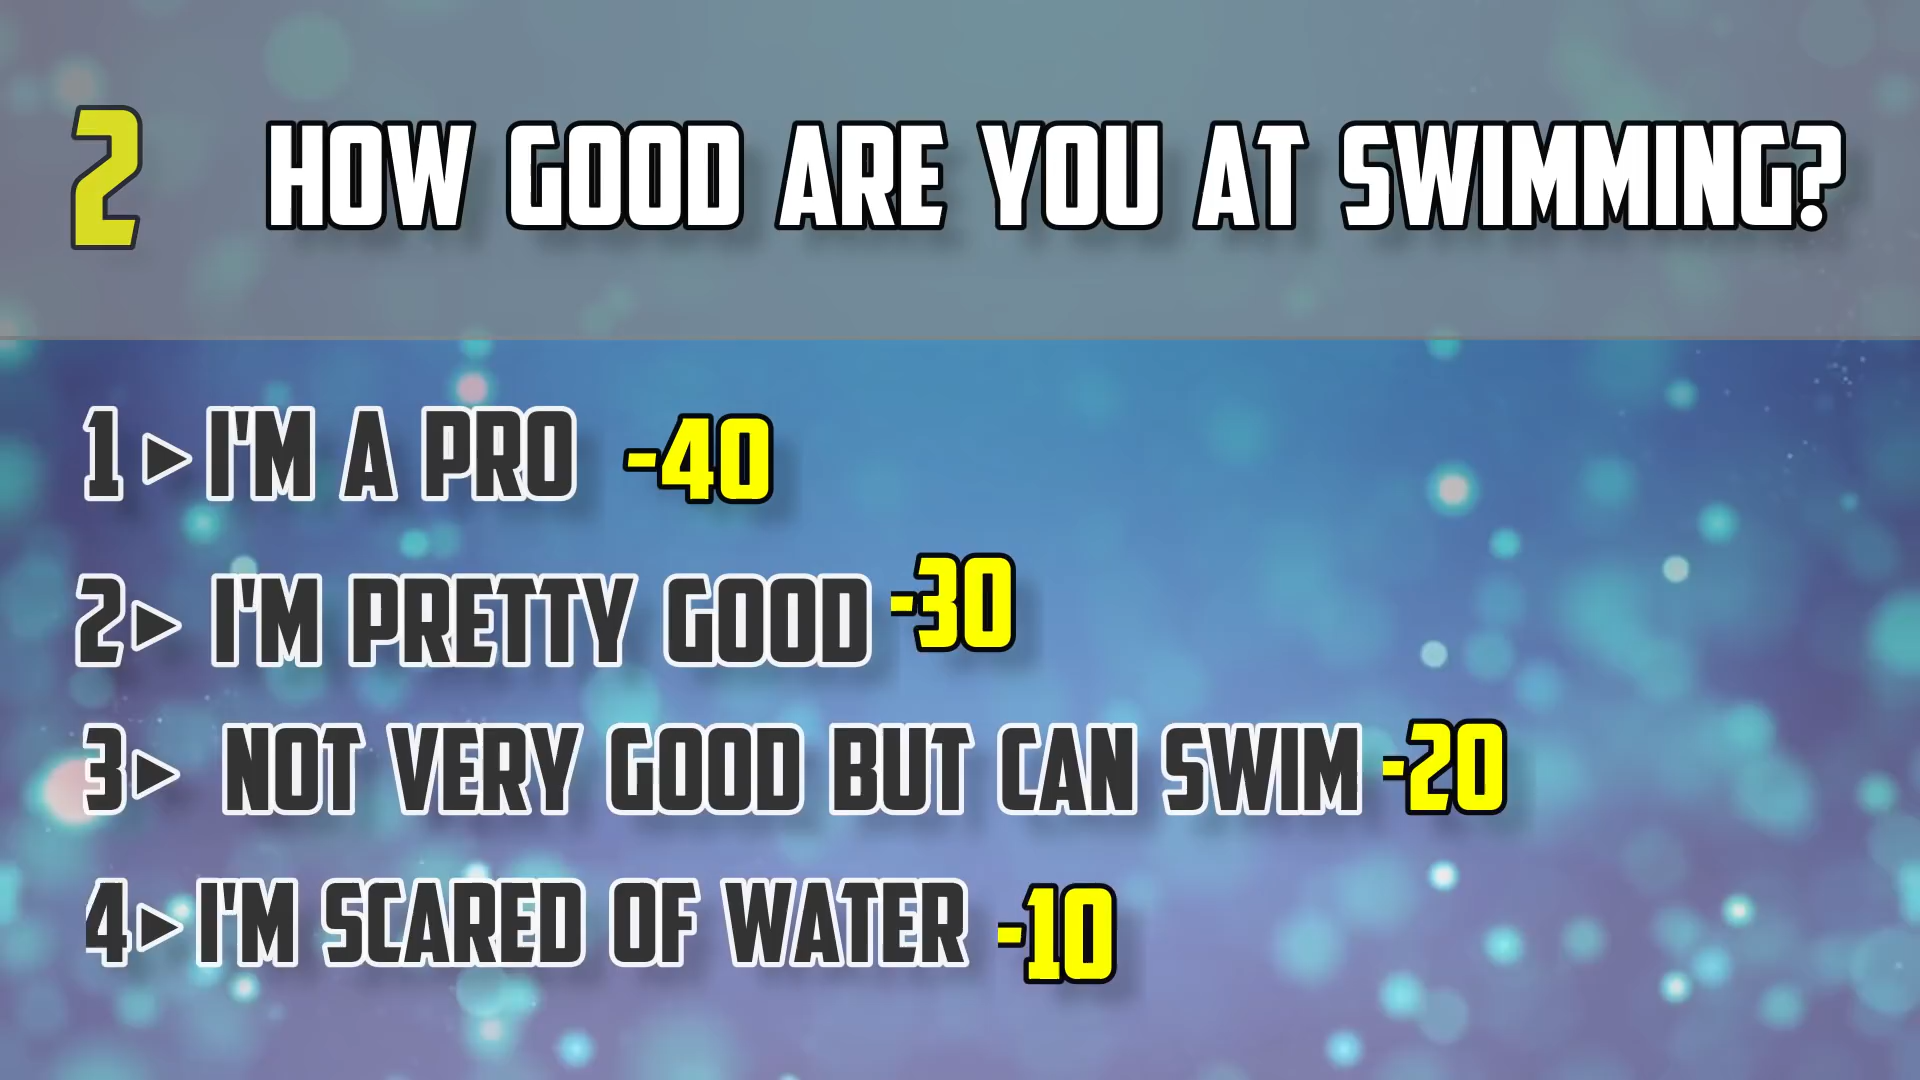 2 HOW GOOD ARE YOU AT SWIMMING?
1▶ I'M A PRO -40
2▶ I'M PRETTY GOOD -30
3▶ NOT VERY GOOD BUT CAN SWIM -20
4▶ I'M SCARED OF WATER -10